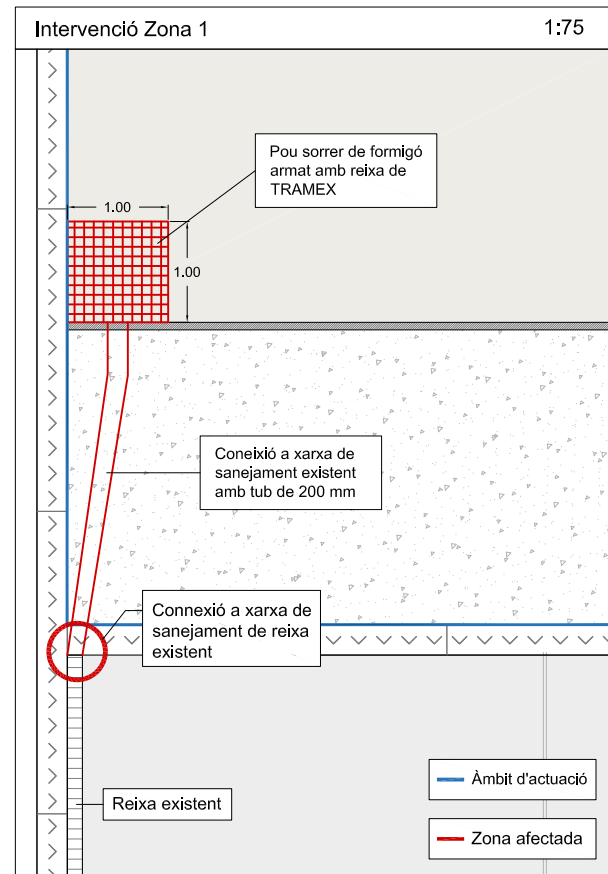 Intervenció Zona 1
1:75
Pou sorrer de formigó
armat amb reixa de
TRAMEX
1.00
1.00
Coneixió a xarxa de
sanejament existent
amb tub de 200 mm
Connexió a xarxa de
sanejament de reixa
existent
Àmbit d'actuació
Reixa existent
Zona afectada